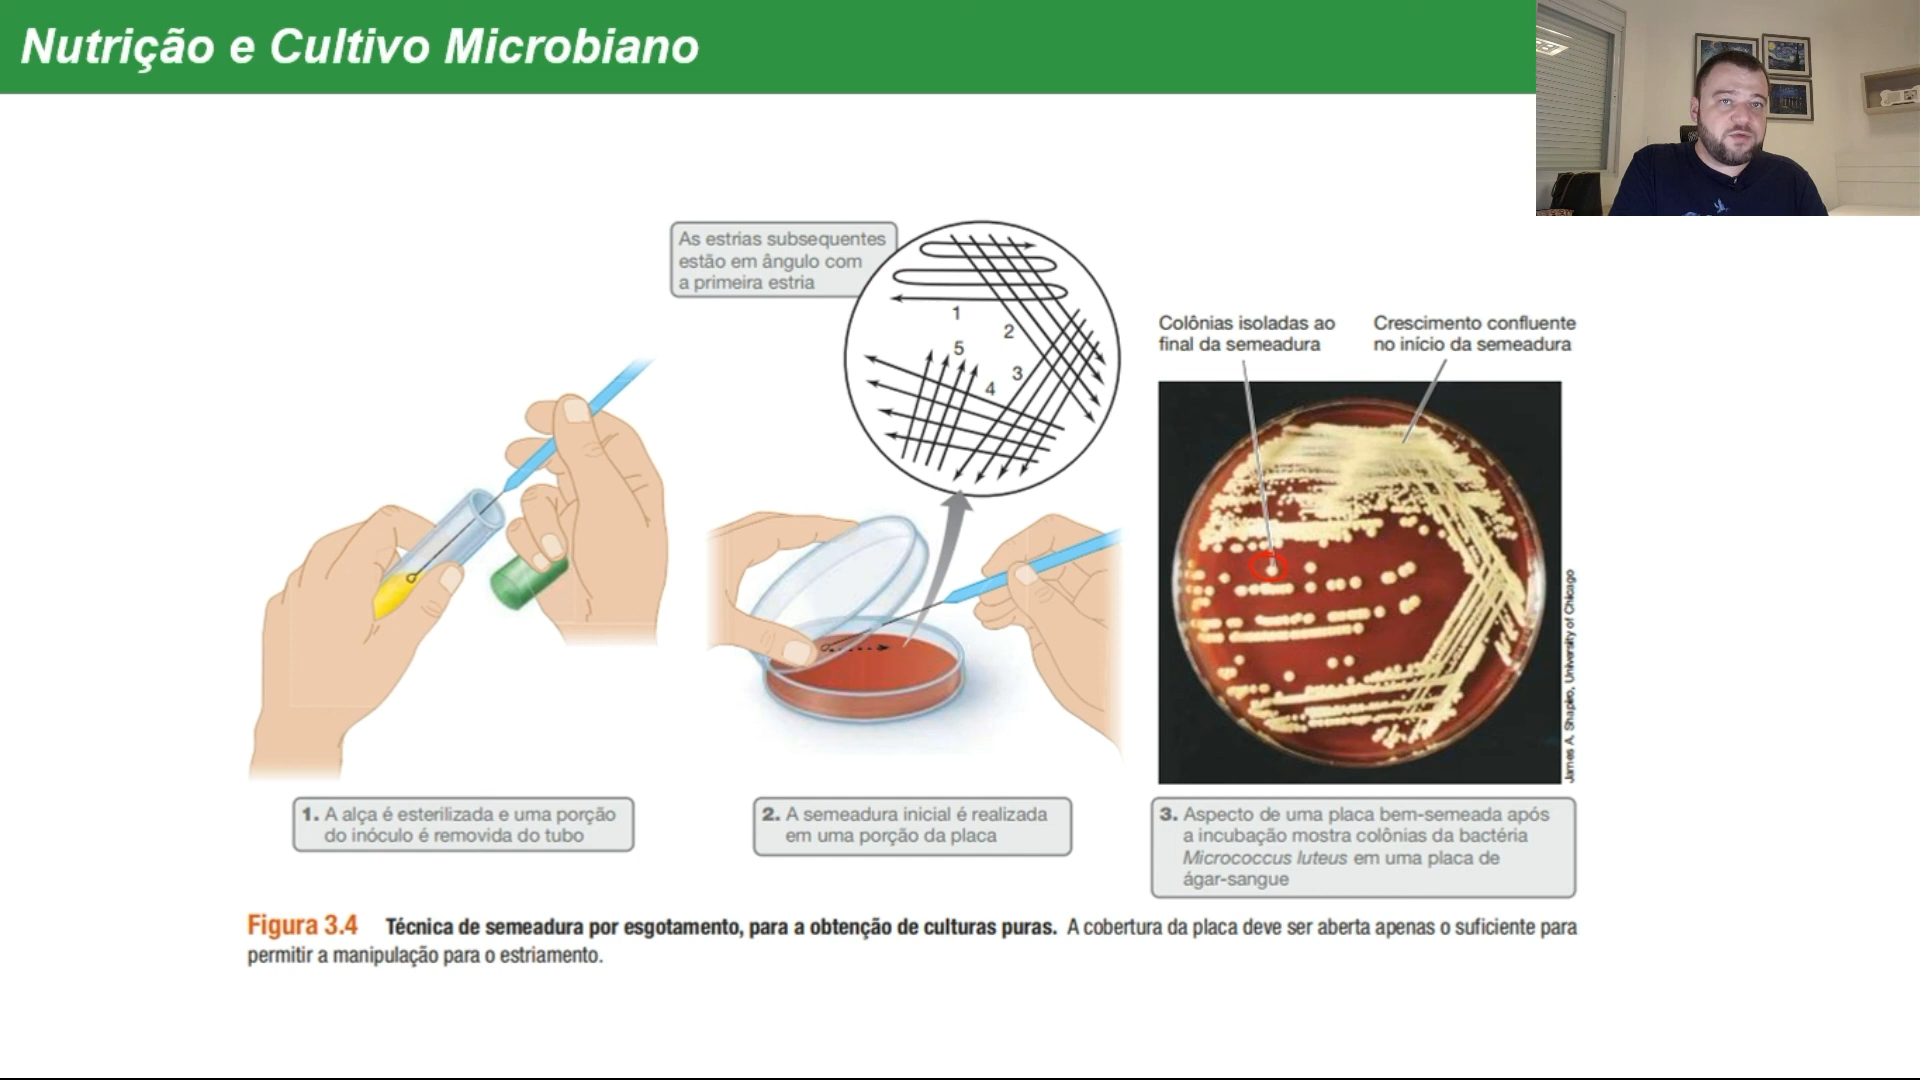 Nutrição e Cultivo Microbiano
As estrias subsequentes
estão em ângulo com
a primeira estria
1
2
3
4
5
Colônias isoladas ao
final da semeadura
Crescimento confluente
no início da semeadura
James A. Shapiro, University of Chicago
1. A alça é esterilizada e uma porção
do inóculo é removida do tubo
2. A semeadura inicial é realizada
em uma porção da placa
3. Aspecto de uma placa bem-semeada após
a incubação mostra colônias da bactéria
Micrococcus luteus em uma placa de
ágar-sangue
Figura 3.4 Técnica de semeadura por esgotamento, para a obtenção de culturas puras. A cobertura da placa deve ser aberta apenas o suficiente para
permitir a manipulação para o estriamento.